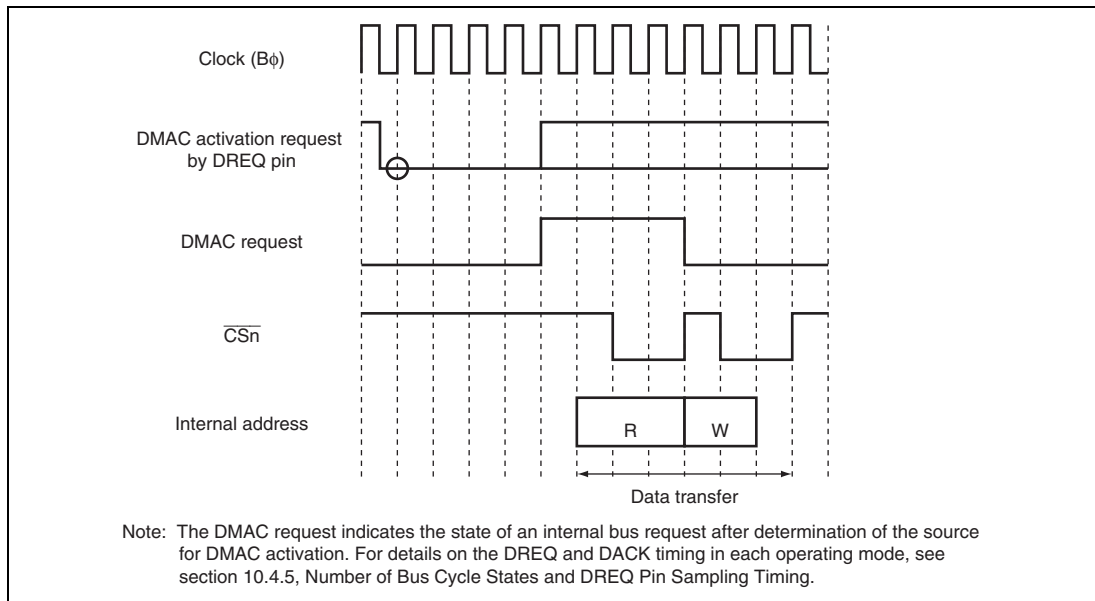 Clock (Bϕ)
DMAC activation request
by DREQ pin
DMAC request
CSn
Internal address
R
W
Data transfer
Note: The DMAC request indicates the state of an internal bus request after determination of the source
for DMAC activation. For details on the DREQ and DACK timing in each operating mode, see
section 10.4.5, Number of Bus Cycle States and DREQ Pin Sampling Timing.